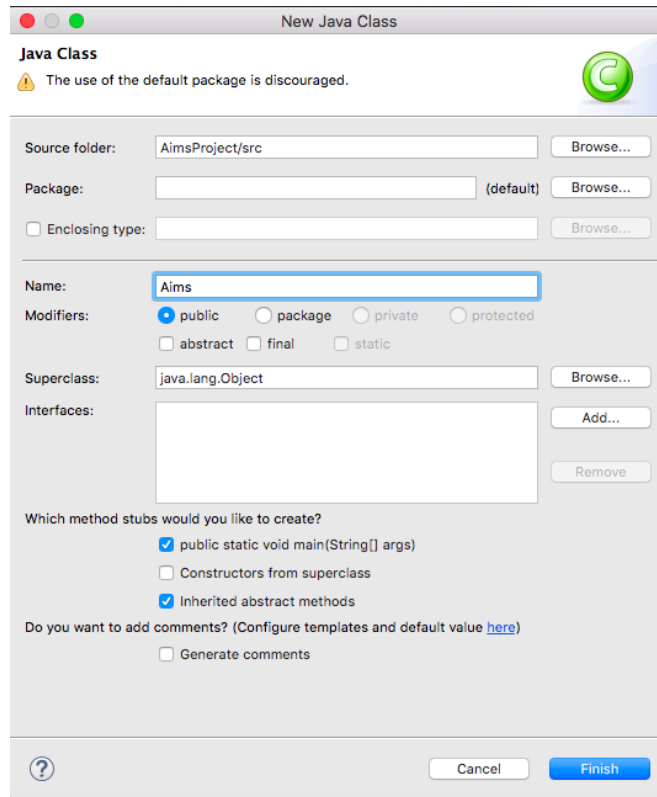 New Java Class
Java Class
The use of the default package is discouraged.
C
Source folder: AimsProject/src Browse...
Package: (default) Browse...
Enclosing type: Browse...
Name: Aims
Modifiers: public package private protected
abstract final static
Superclass: java.lang.Object Browse...
Interfaces: Add...
Remove
Which method stubs would you like to create?
public static void main(String[] args)
Constructors from superclass
Inherited abstract methods
Do you want to add comments? (Configure templates and default value here)
Generate comments
? Cancel Finish